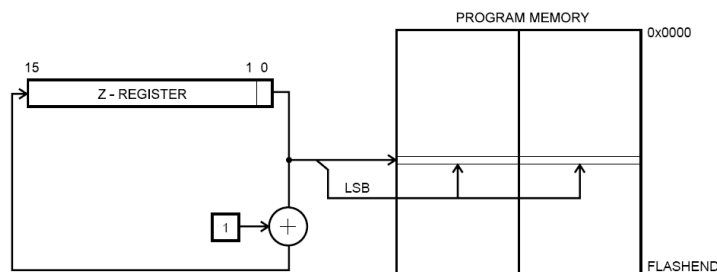 PROGRAM MEMORY
0x0000
15
1 0
Z - REGISTER
LSB
1
+
FLASHEND